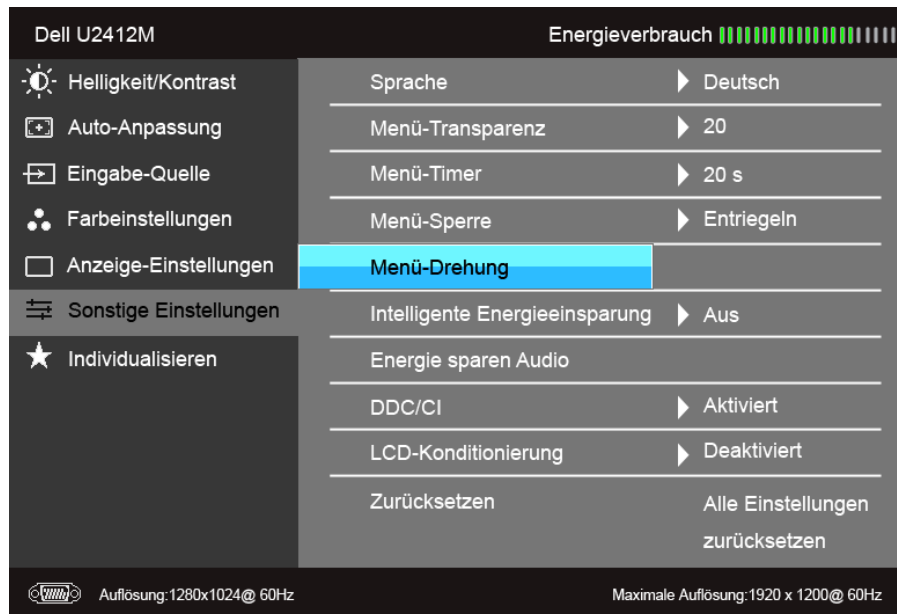 Dell U2412M
Energieverbrauch
Helligkeit/Kontrast
Auto-Anpassung
Eingabe-Quelle
Farbeinstellungen
Anzeige-Einstellungen
Sonstige Einstellungen
Individualisieren
Sprache Deutsch
Menü-Transparenz 20
Menü-Timer 20 s
Menü-Sperre Entriegeln
Menü-Drehung
Intelligente Energieeinsparung Aus
Energie sparen Audio
DDC/CI Aktiviert
LCD-Konditionierung Deaktiviert
Zurücksetzen Alle Einstellungen
zurücksetzen
Auflösung:1280x1024@ 60Hz
Maximale Auflösung:1920 x 1200@ 60Hz